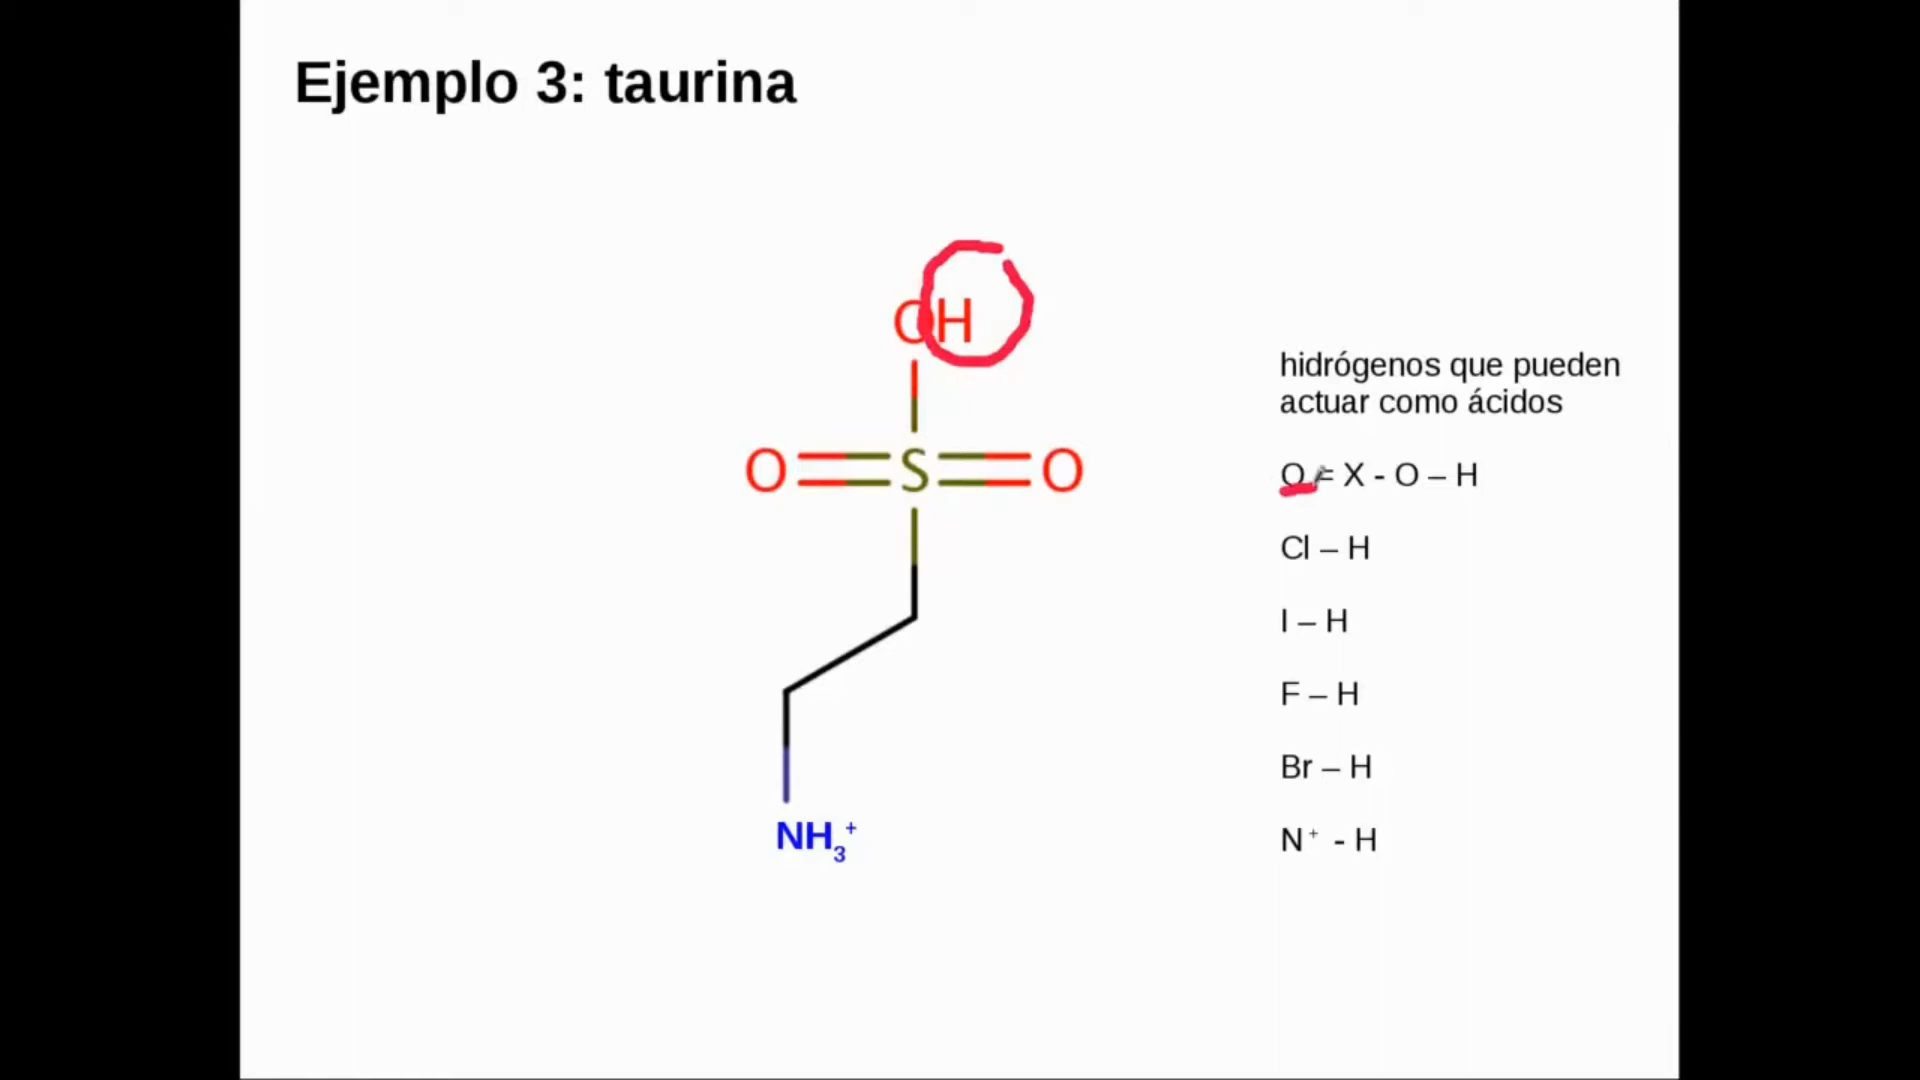 Ejemplo 3: taurina
OH
O S O
NH3+
hidrógenos que pueden
actuar como ácidos
O = X - O – H
Cl – H
I – H
F – H
Br – H
N+ - H